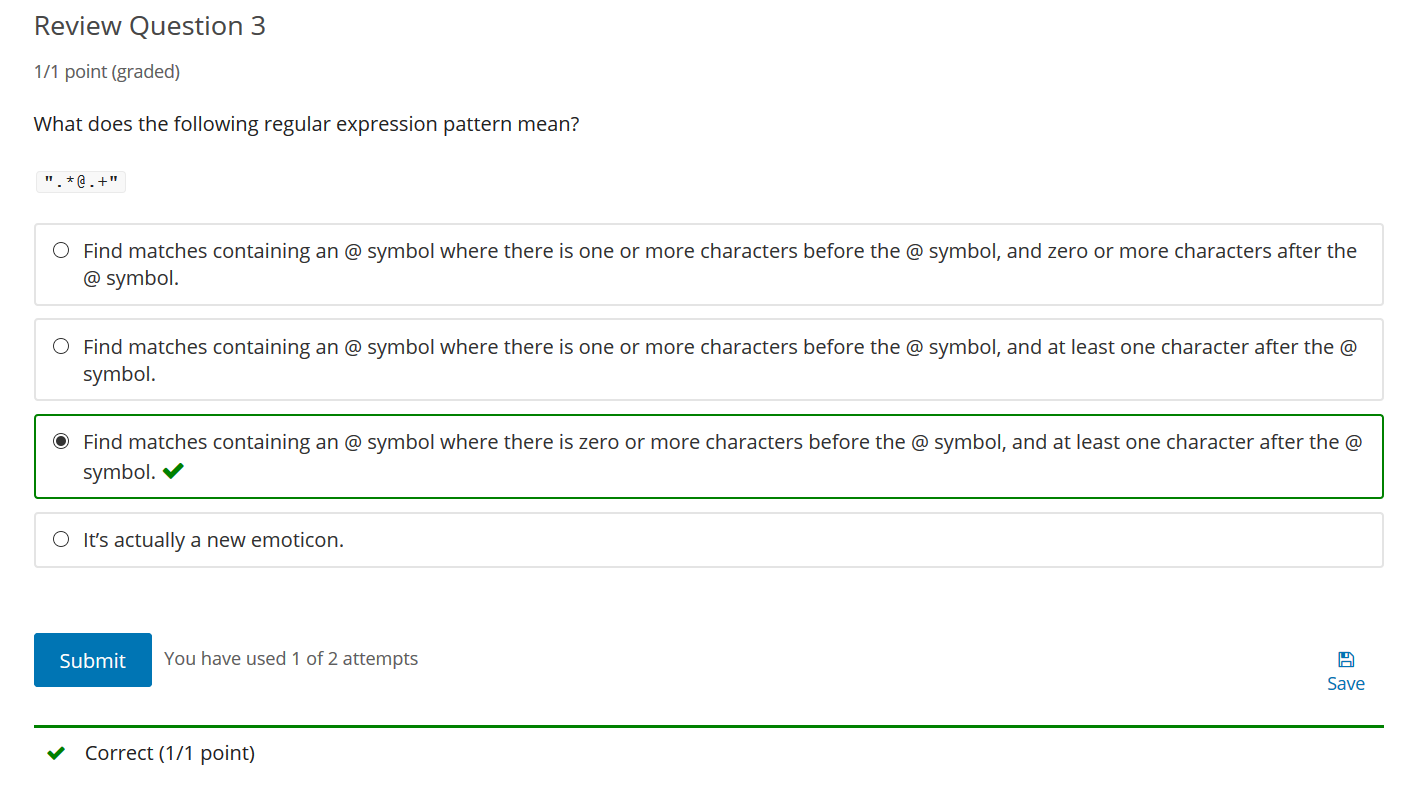 Review Question 3
1/1 point (graded)
What does the following regular expression pattern mean?
".*@.+"
Find matches containing an @ symbol where there is one or more characters before the @ symbol, and zero or more characters after the
@ symbol.
Find matches containing an @ symbol where there is one or more characters before the @ symbol, and at least one character after the @
symbol.
Find matches containing an @ symbol where there is zero or more characters before the @ symbol, and at least one character after the @
symbol.
It’s actually a new emoticon.
Submit You have used 1 of 2 attempts
Save
Correct (1/1 point)